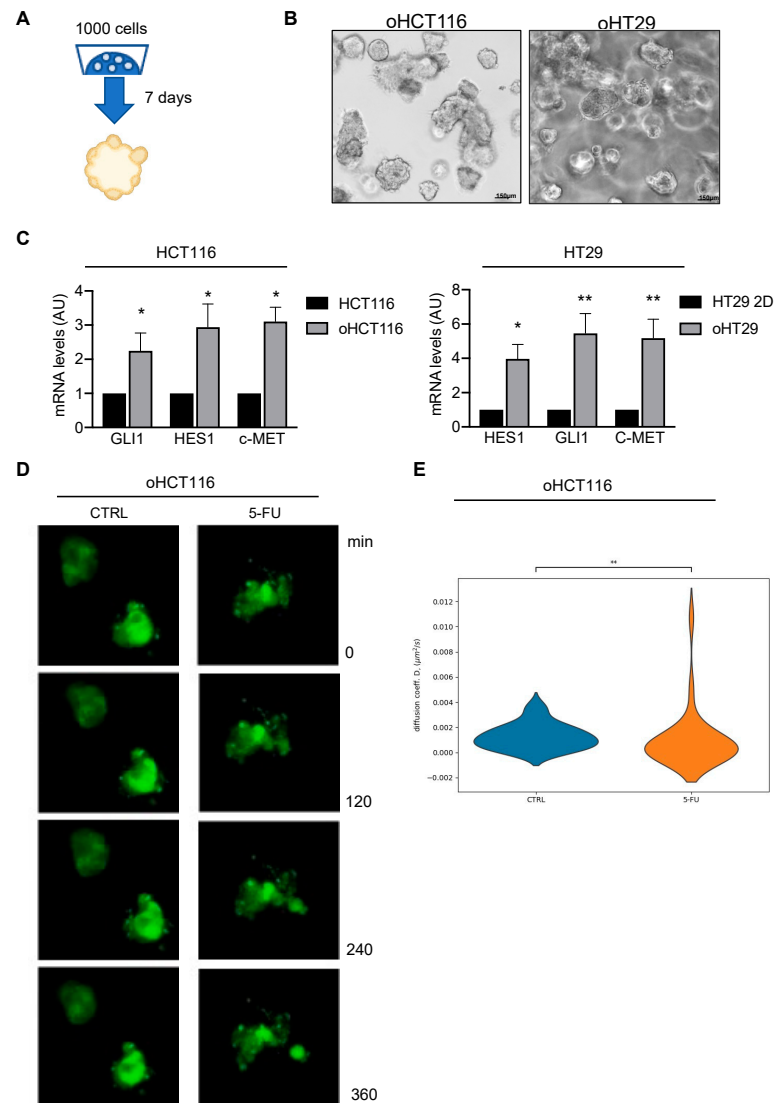 A
1000 cells
7 days
B
oHCT116
oHT29
150µm
150µm
C
HCT116
mRNA levels (AU)
4
3
2
1
0
*
*
*
GLI1
HES1
c-MET
HCT116
oHCT116
HT29
mRNA levels (AU)
8
6
4
2
0
*
**
**
HES1
GLI1
C-MET
HT29 2D
oHT29
D
oHCT116
CTRL
5-FU
min
0
120
240
360
E
oHCT116
**
diffusion coeff. D, (µm²/s)
0.012
0.010
0.008
0.006
0.004
0.002
0.000
−0.002
CTRL
5-FU